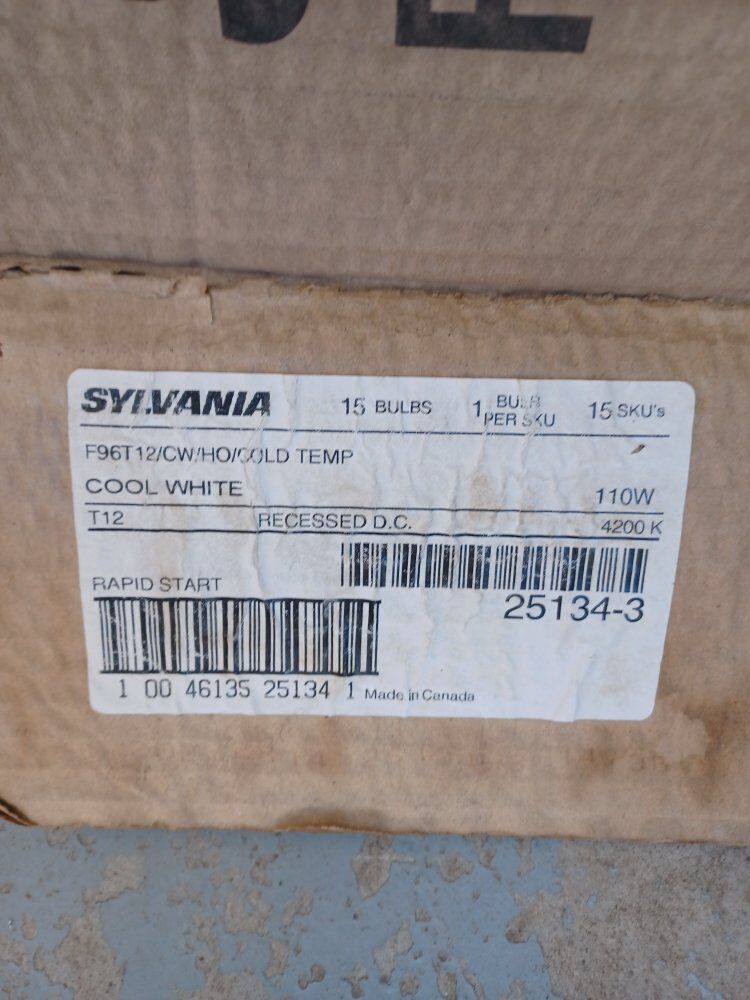 SYLVANIA 15 BULBS 1 BULB PER SKU 15 SKU's
F96T12/CW/HO/COLD TEMP
COOL WHITE 110W
T12 RECESSED D.C. 4200 K
RAPID START
25134-3
1 00 46135 25134 1 Made in Canada